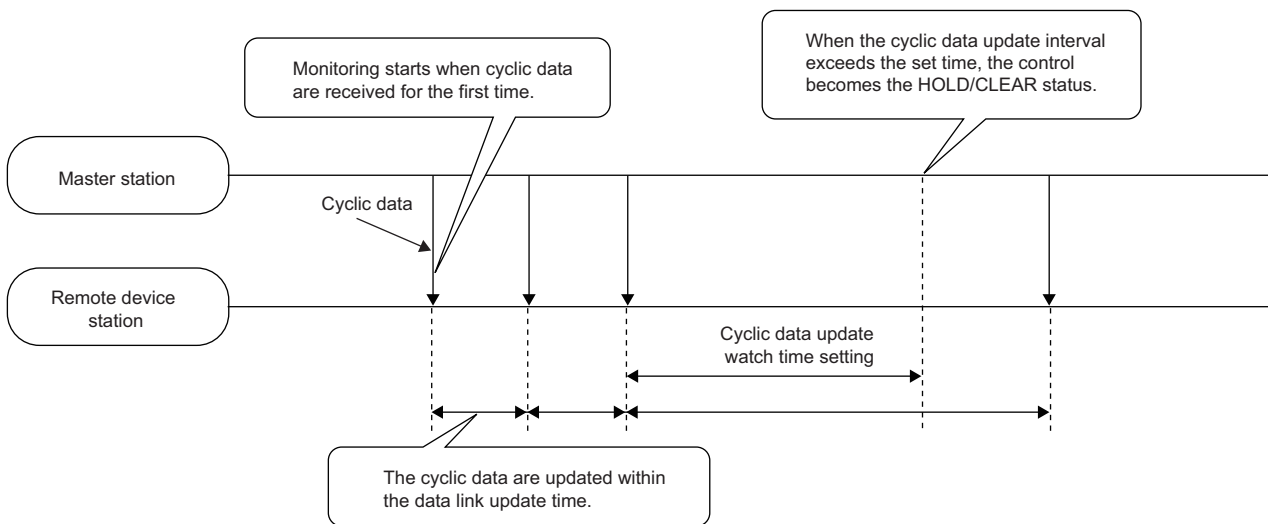 Monitoring starts when cyclic data
are received for the first time.
When the cyclic data update interval
exceeds the set time, the control
becomes the HOLD/CLEAR status.
Master station
Cyclic data
Remote device
station
Cyclic data update
watch time setting
The cyclic data are updated within
the data link update time.